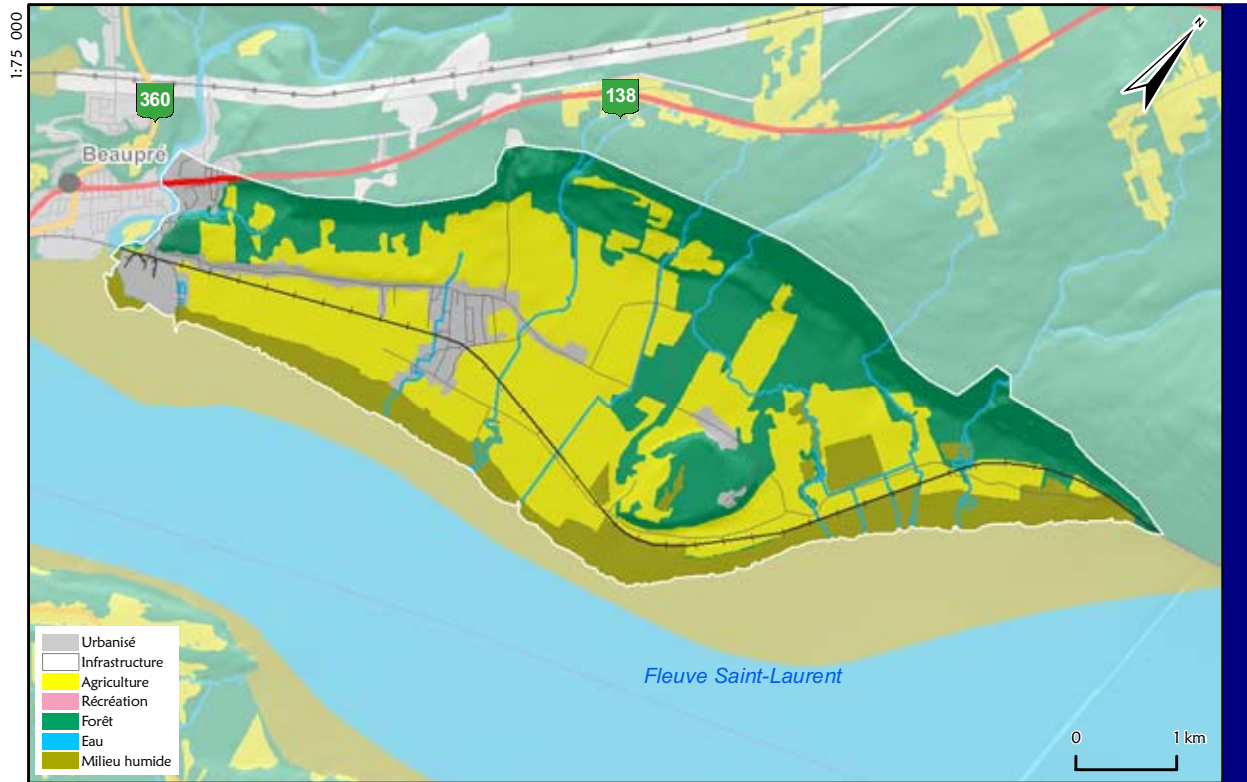 1:75 000
N
360
138
Beaupré
Urbanisé
Infrastructure
Agriculture
Récréation
Forêt
Eau
Milieu humide
Fleuve Saint-Laurent
0 1 km